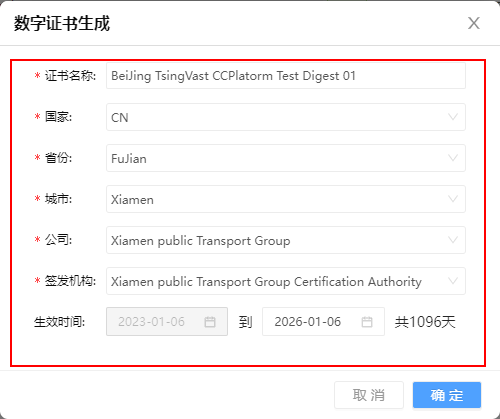 数字证书生成
* 证书名称: BeiJing TsingVast CCPlatorm Test Digest 01
* 国家: CN
* 省份: FuJian
* 城市: Xiamen
* 公司: Xiamen public Transport Group
* 签发机构: Xiamen public Transport Group Certification Authority
生效时间: 2023-01-06 到 2026-01-06 共1096天
取 消 确 定